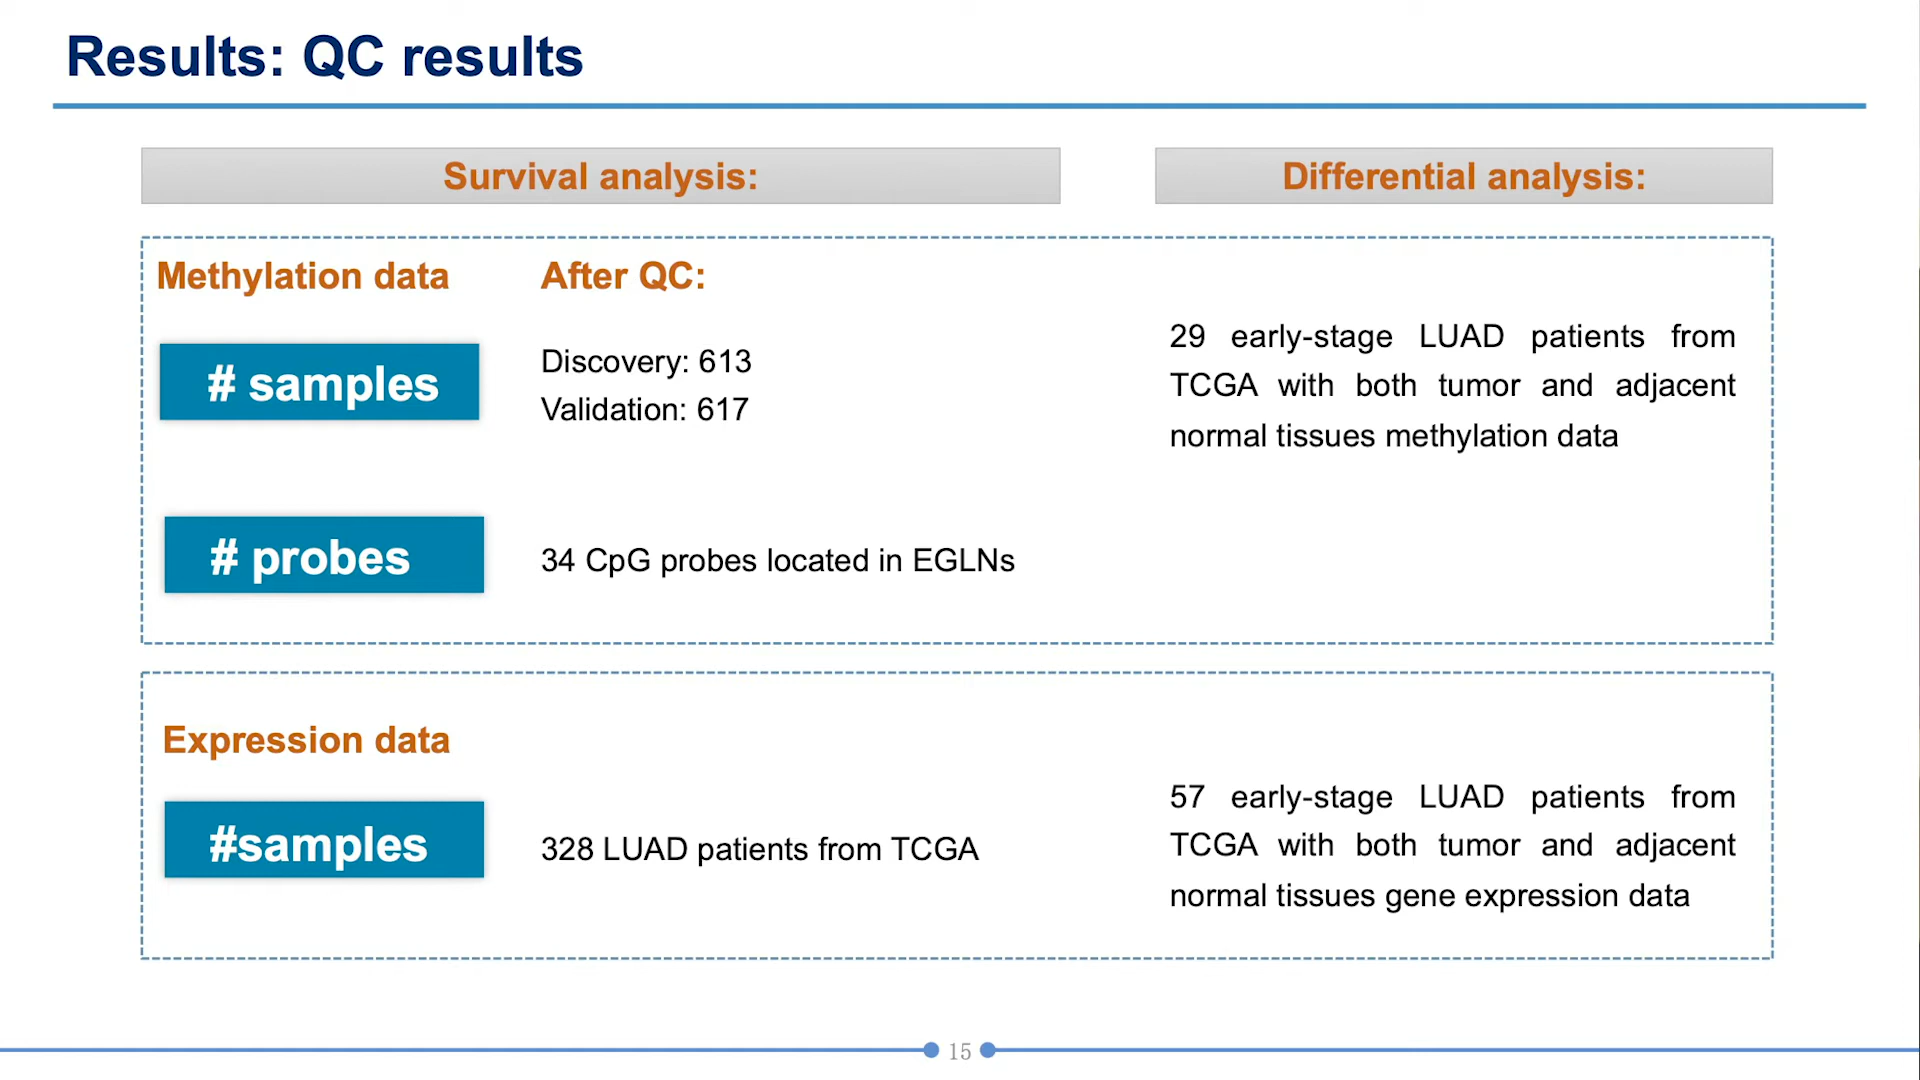 Results: QC results
Survival analysis:
Differential analysis:
Methylation data
After QC:
# samples
Discovery: 613
Validation: 617
29 early-stage LUAD patients from
TCGA with both tumor and adjacent
normal tissues methylation data
# probes
34 CpG probes located in EGLNs
Expression data
#samples
328 LUAD patients from TCGA
57 early-stage LUAD patients from
TCGA with both tumor and adjacent
normal tissues gene expression data
15